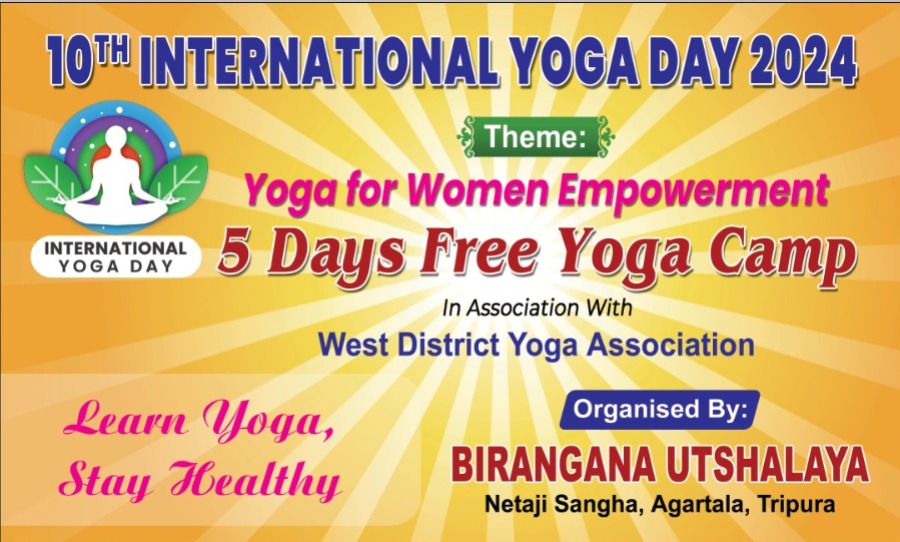 10TH INTERNATIONAL YOGA DAY 2024
Theme:
Yoga for Women Empowerment
INTERNATIONAL
YOGA DAY
5 Days Free Yoga Camp
In Association With
West District Yoga Association
Learn Yoga,
Stay Healthy
Organised By:
BIRANGANA UTSHALAYA
Netaji Sangha, Agartala, Tripura